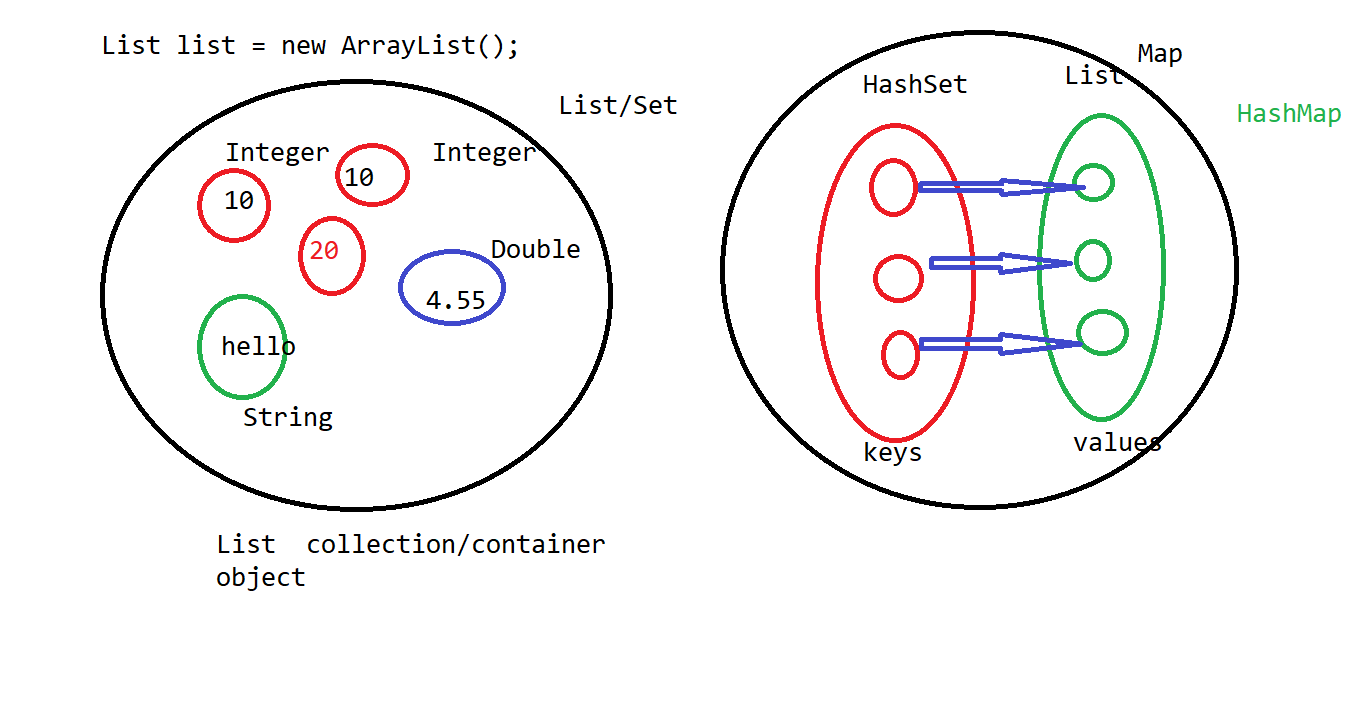 List list = new ArrayList();
List/Set
Integer
Integer
10
10
20
Double
4.55
hello
String
List  collection/container
object
Map
List
HashSet
HashMap
keys
values